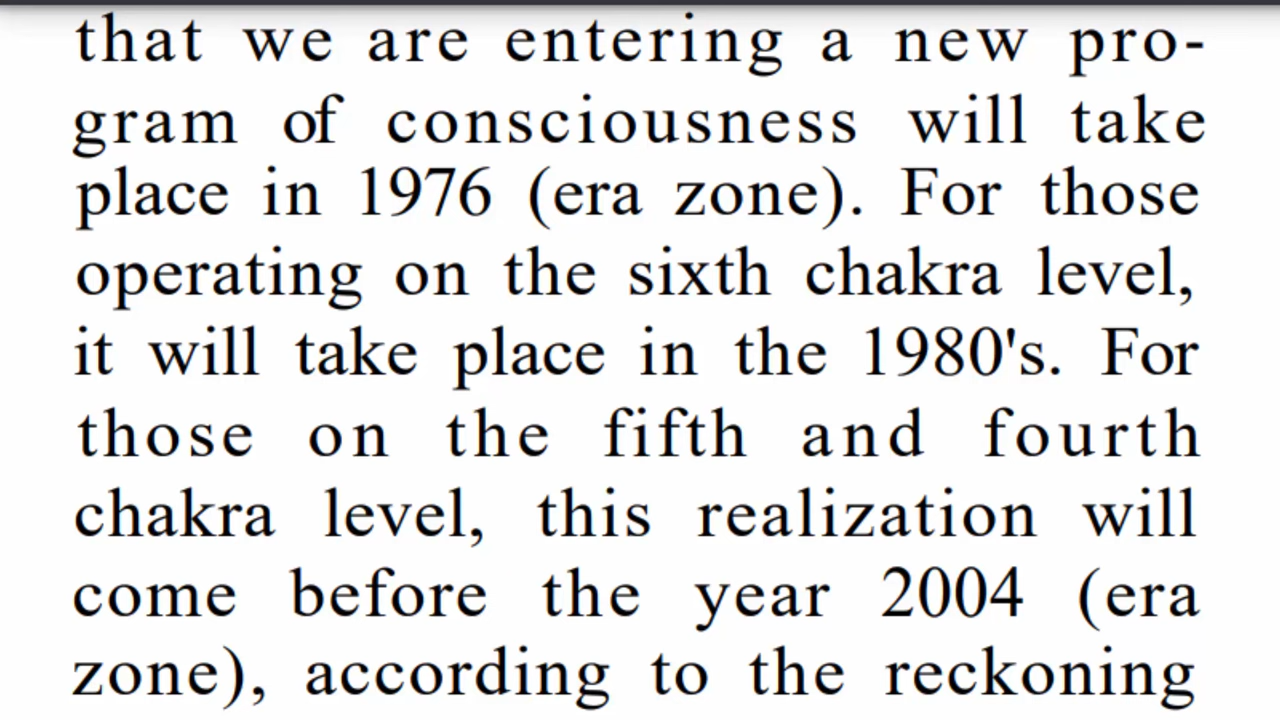 that we are entering a new pro-
gram of consciousness will take
place in 1976 (era zone). For those
operating on the sixth chakra level,
it will take place in the 1980's. For
those on the fifth and fourth
chakra level, this realization will
come before the year 2004 (era
zone), according to the reckoning